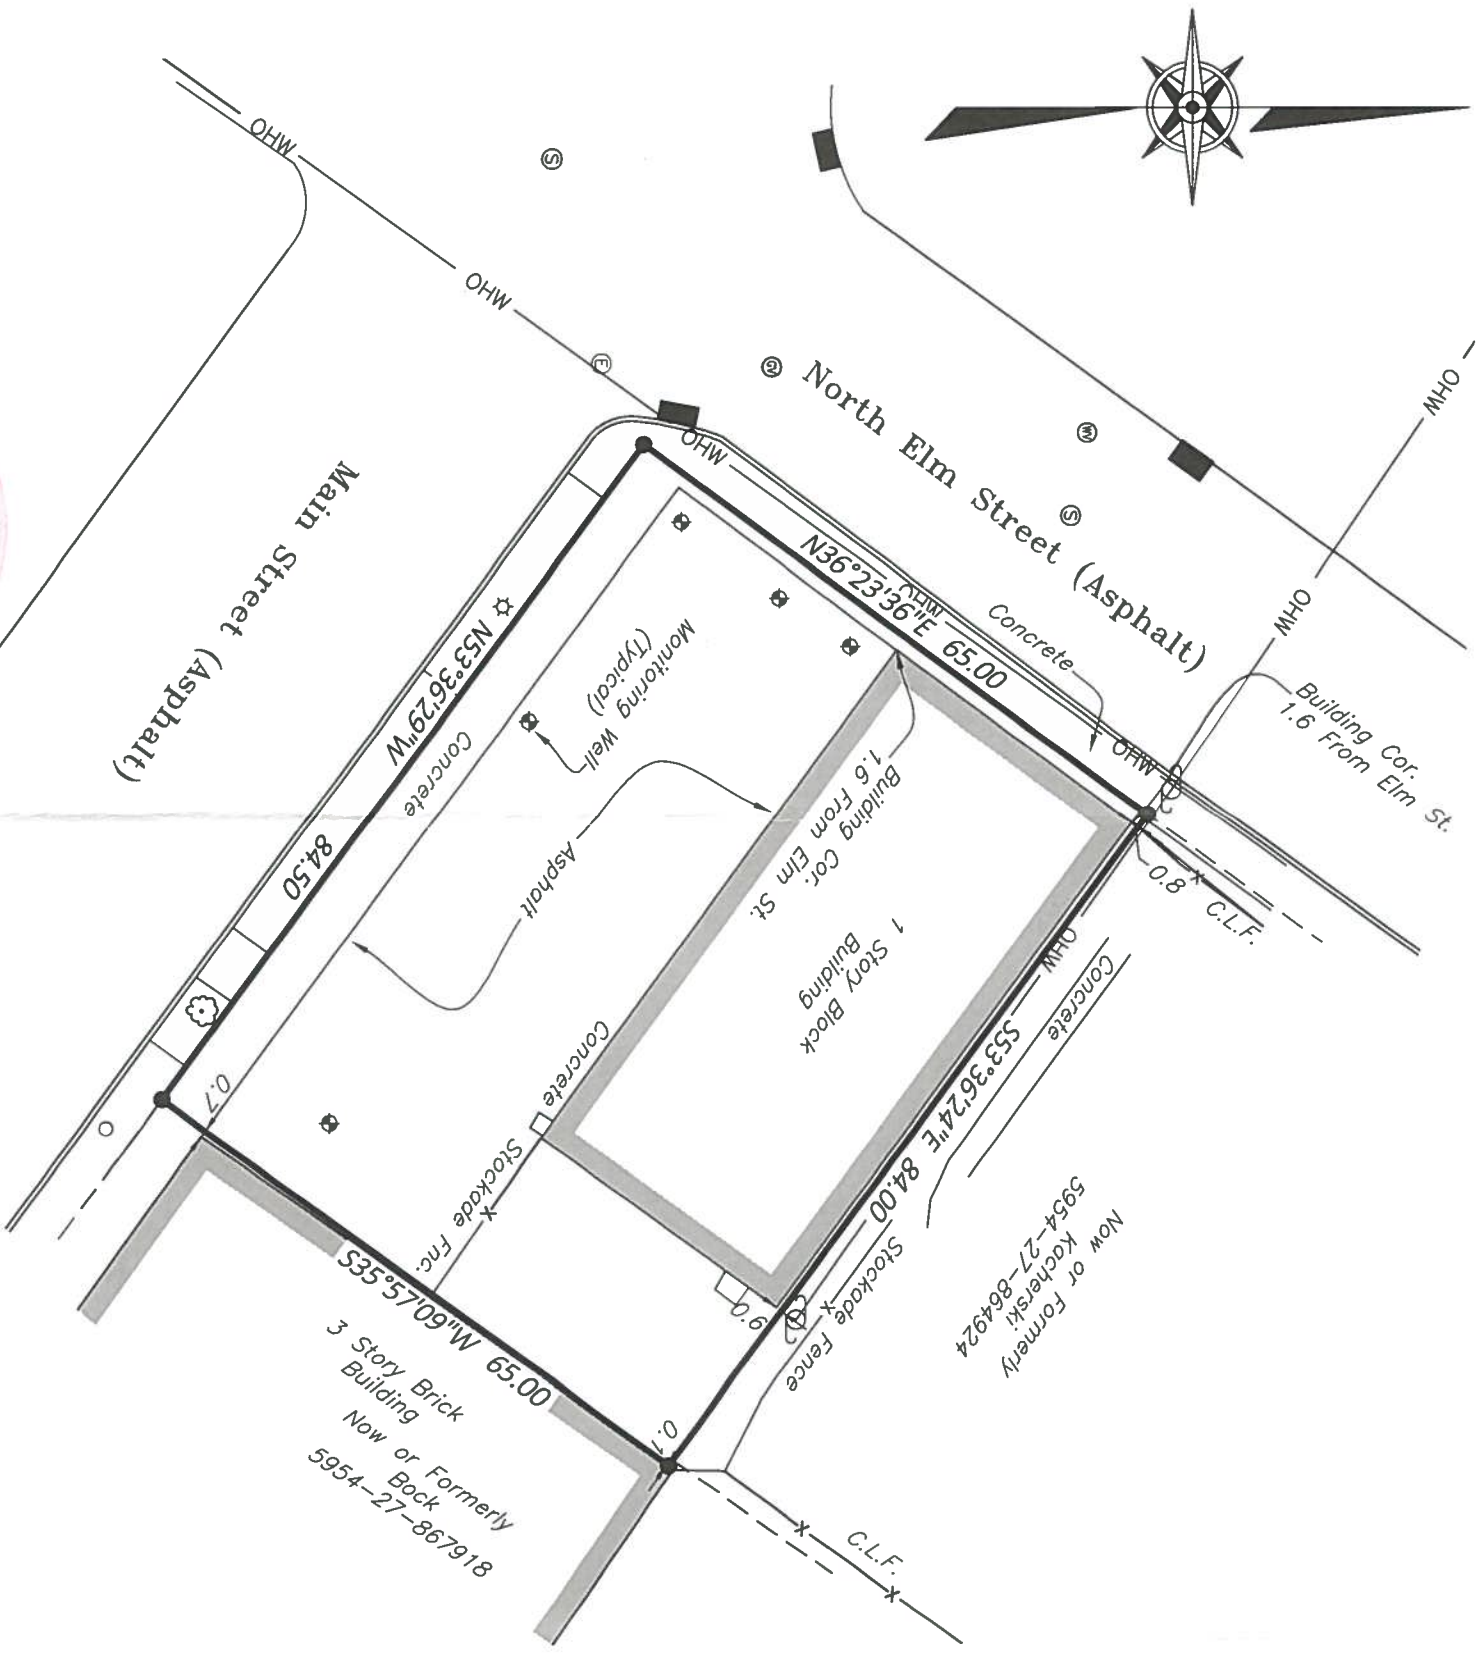 OHW
OHW
OHW
OHW
OHW
OHW
OHW
OHW
S
E
G
W
S
North Elm Street (Asphalt)
Main Street (Asphalt)
N36°23'36"E 65.00
Concrete
Building Cor.
1.6 From Elm St.
N53°36'29"W
84.50
Concrete
Monitoring Well
(Typical)
Asphalt
Building Cor.
1.6 From Elm St.
1 Story Block
Building
0.8
C.L.F.
Concrete
S53°36'24"E 84.00
Stockade Fence
Now or Formerly
Kacherski
5954-27-864924
Concrete
Stockade Fnc.
0.7
0.6
0.1
S35°57'09"W 65.00
3 Story Brick
Building
Now or Formerly
Bock
5954-27-867918
C.L.F.